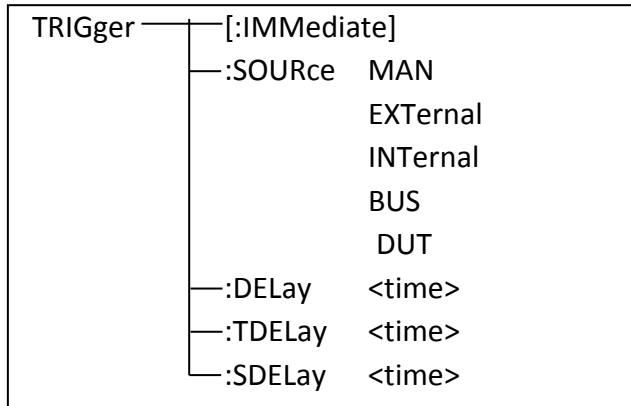 TRIGger [:IMMediate]
:SOURce MAN
EXTernal
INTernal
BUS
DUT
:DELay <time>
:TDELay <time>
:SDELay <time>